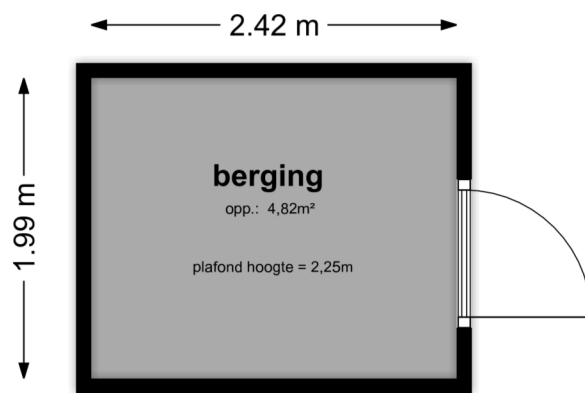 2.42 m
1.99 m
berging
opp.: 4,82m²
plafond hoogte = 2,25m